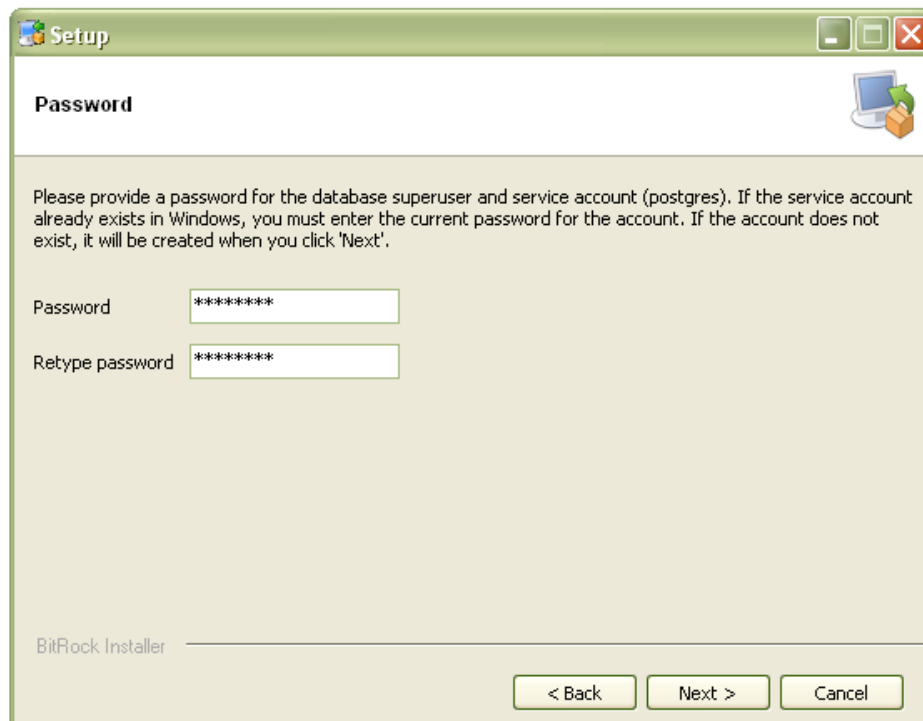 Setup
Password
Please provide a password for the database superuser and service account (postgres). If the service account
already exists in Windows, you must enter the current password for the account. If the account does not
exist, it will be created when you click 'Next'.
Password ********
Retype password ********
BitRock Installer
< Back Next > Cancel